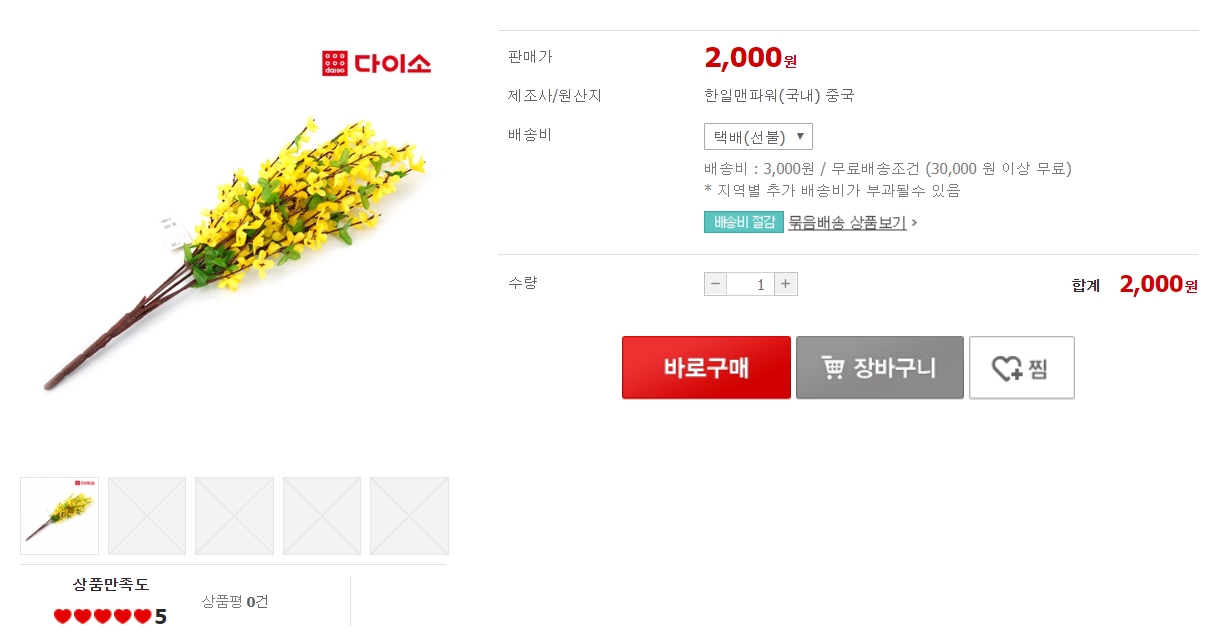 daiso 다이소
판매가 2,000원
제조사/원산지 한일맨파워(국내) 중국
배송비 택배(선불) ▼
배송비 : 3,000원 / 무료배송조건 (30,000 원 이상 무료)
* 지역별 추가 배송비가 부과될수 있음
배송비 절감 묶음배송 상품보기 >
수량 − 1 + 합계 2,000원
바로구매 장바구니 찜
다이소
상품만족도
상품평 0건
5